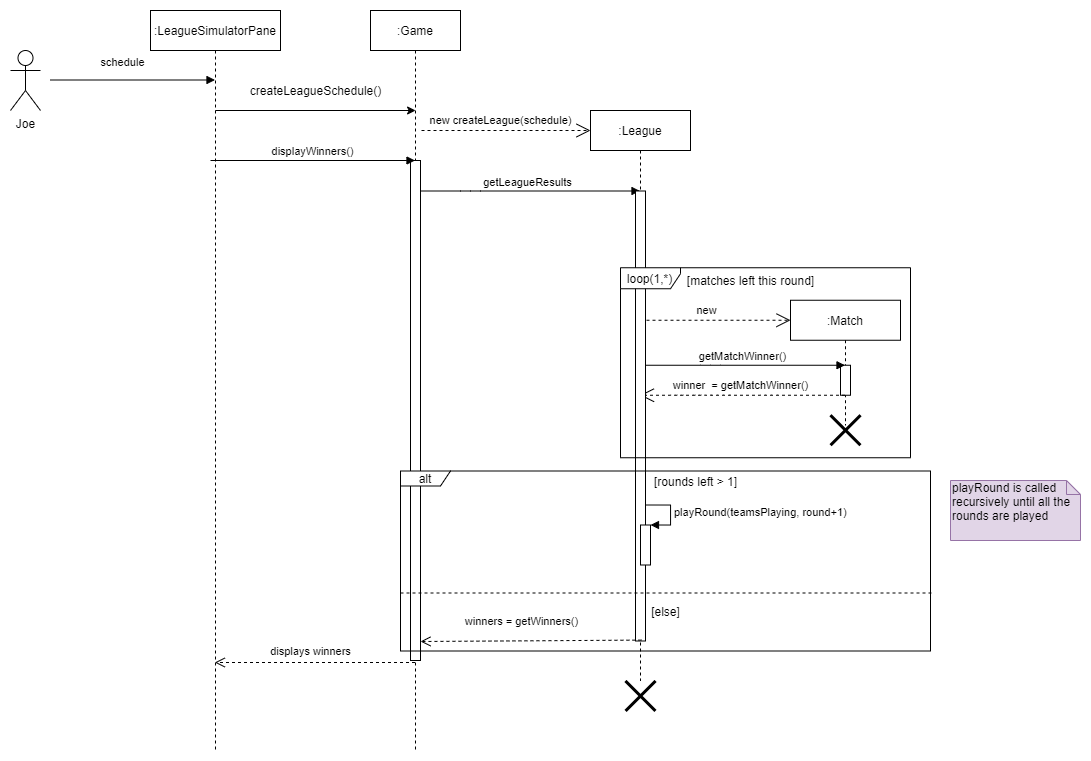 :LeagueSimulatorPane
:Game
schedule
Joe
createLeagueSchedule()
new createLeague(schedule)
:League
displayWinners()
getLeagueResults
loop(1,*)
[matches left this round]
new
:Match
getMatchWinner()
winner  = getMatchWinner()
alt
[rounds left > 1]
playRound(teamsPlaying, round+1)
playRound is called
recursively until all the
rounds are played
[else]
winners = getWinners()
displays winners